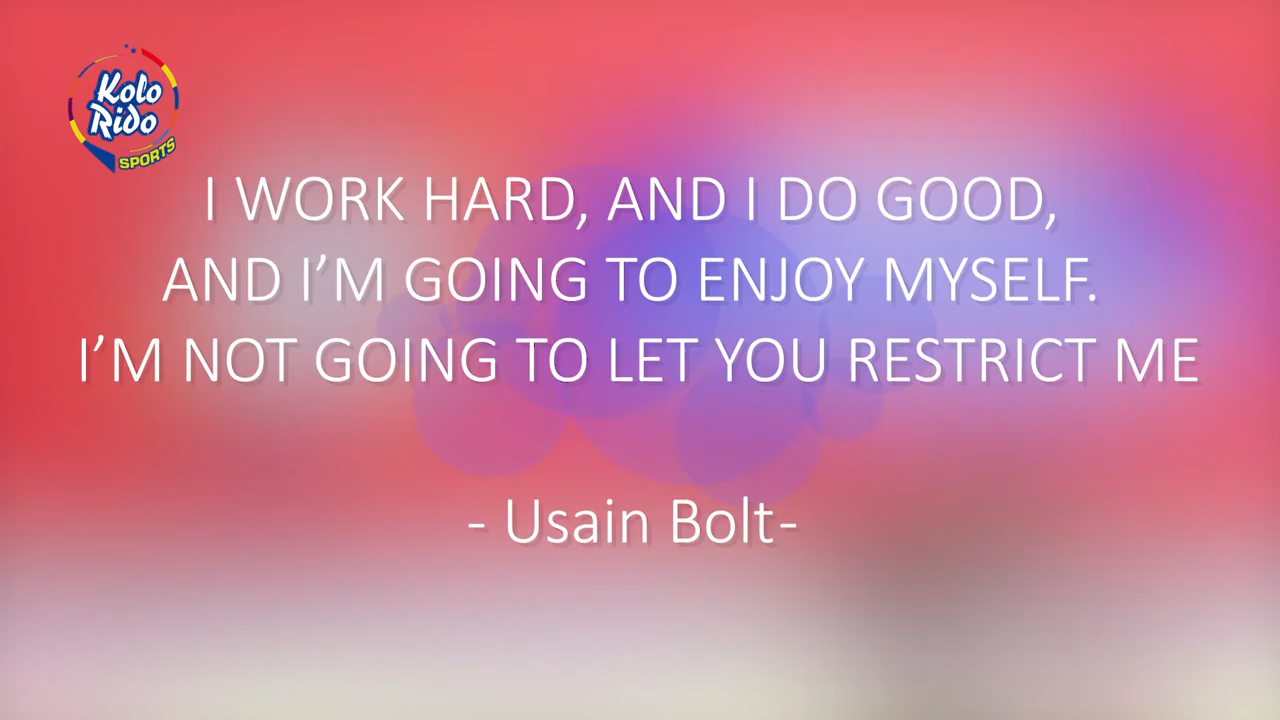 Kolo
Rido
SPORTS
I WORK HARD, AND I DO GOOD,
AND I’M GOING TO ENJOY MYSELF.
I’M NOT GOING TO LET YOU RESTRICT ME
- Usain Bolt-